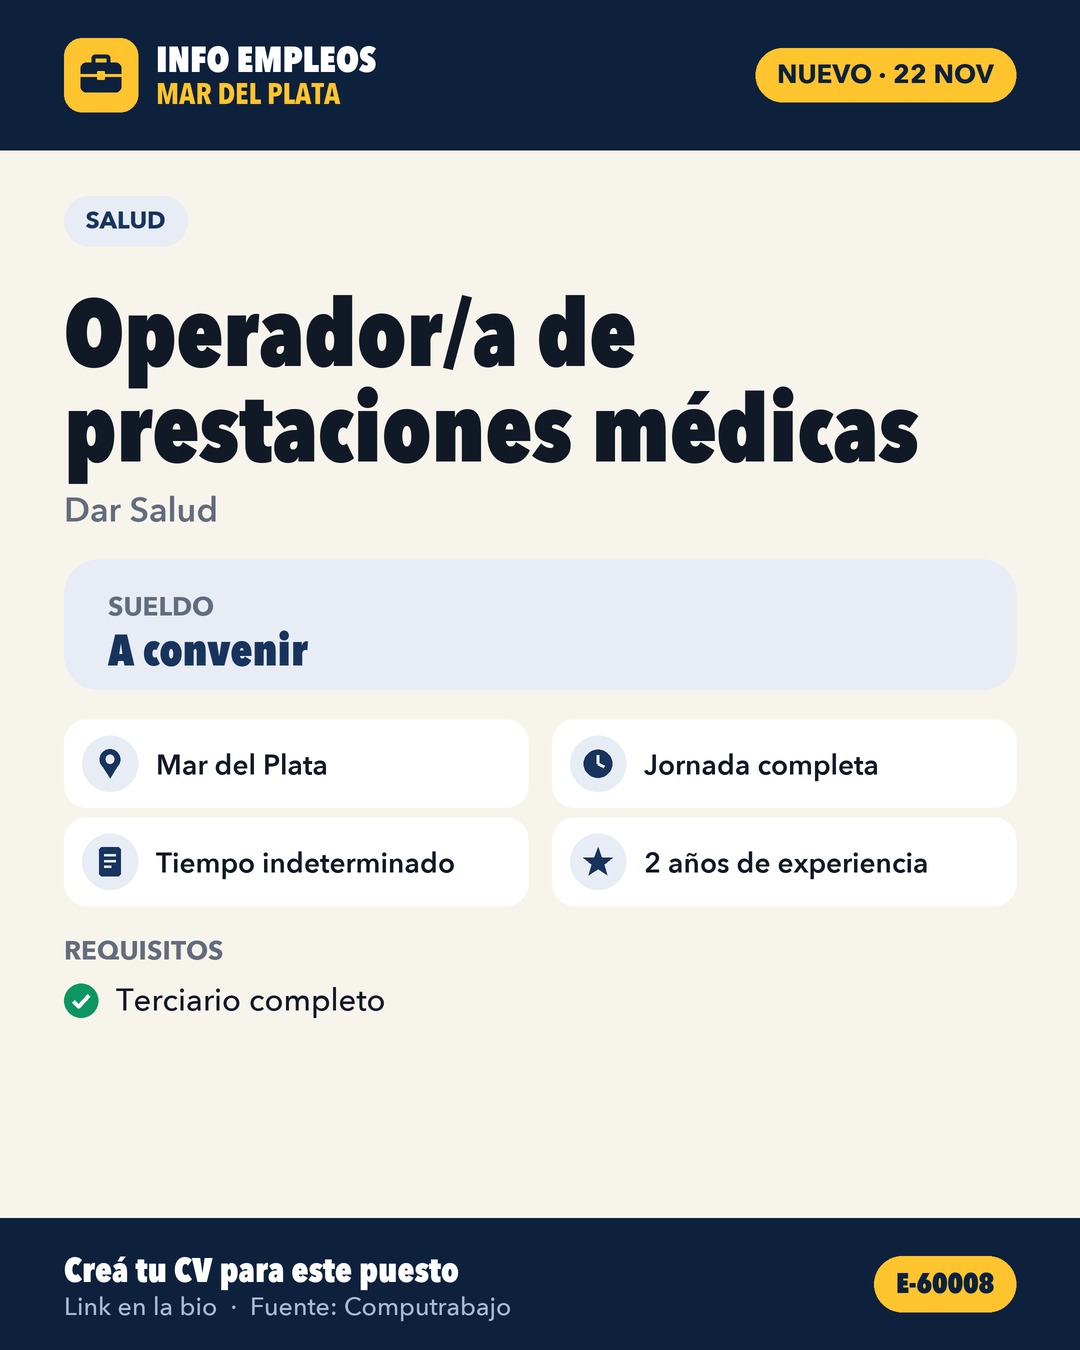 INFO EMPLEOS
MAR DEL PLATA
NUEVO · 22 NOV
SALUD
Operador/a de
prestaciones médicas
Dar Salud
SUELDO
A convenir
Mar del Plata
Jornada completa
Tiempo indeterminado
2 años de experiencia
REQUISITOS
Terciario completo
Creá tu CV para este puesto
Link en la bio · Fuente: Computrabajo
E-60008